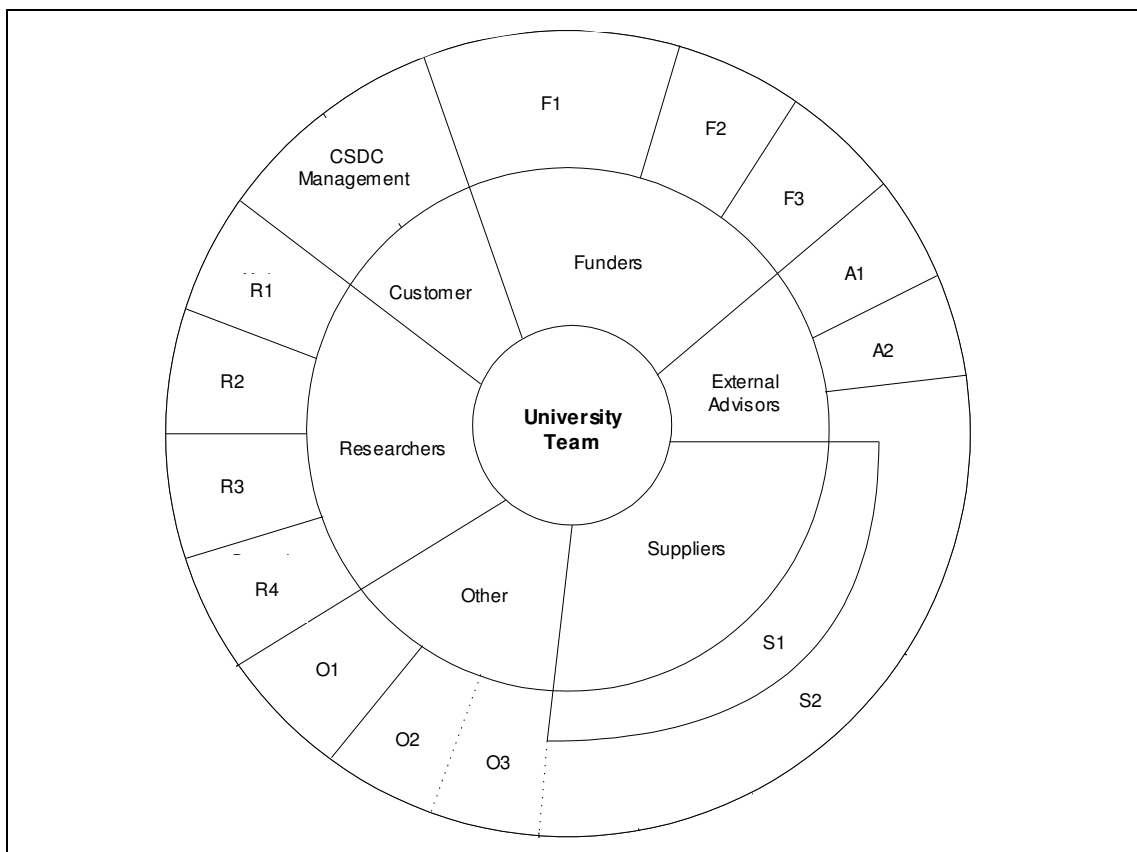 F1
F2
CSDC
Management
F3
Funders
A1
R1
Customer
A2
R2
External
Advisors
University
Team
Researchers
R3
Suppliers
R4
Other
S1
O1
S2
O2
O3